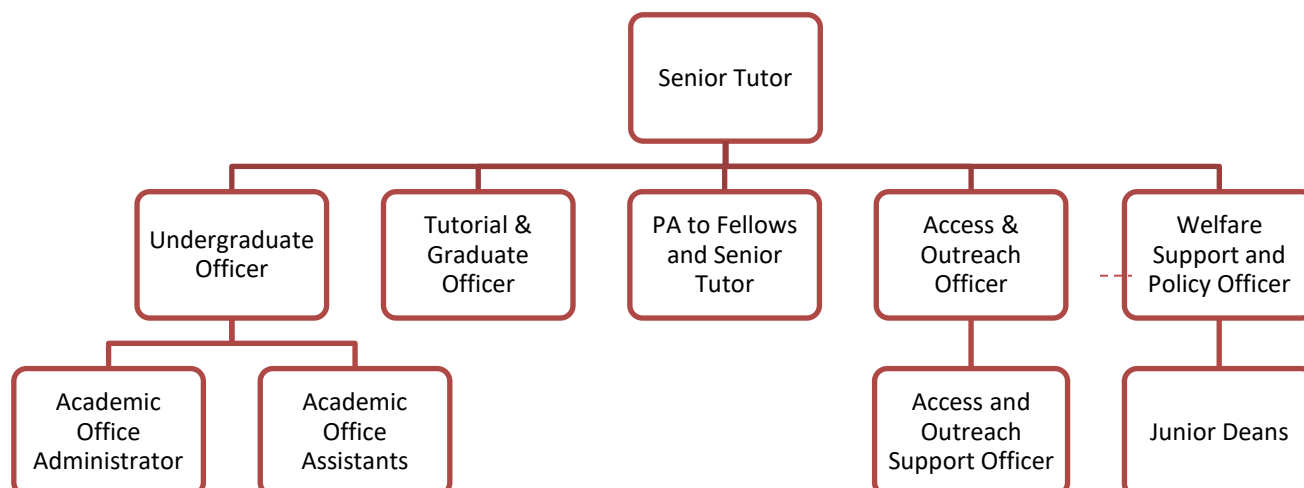 Senior Tutor
Undergraduate
Officer
Tutorial &
Graduate
Officer
PA to Fellows
and Senior
Tutor
Access &
Outreach
Officer
Welfare
Support and
Policy Officer
Academic
Office
Administrator
Academic
Office
Assistants
Access and
Outreach
Support Officer
Junior Deans